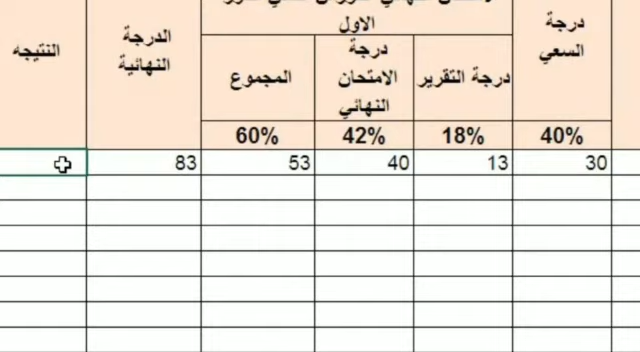 الاول
درجة
السعي
درجة التقرير
درجة
الامتحان
النهائي
المجموع
الدرجة
النهائية
النتيجه
40%
18%
42%
60%
30
13
40
53
83